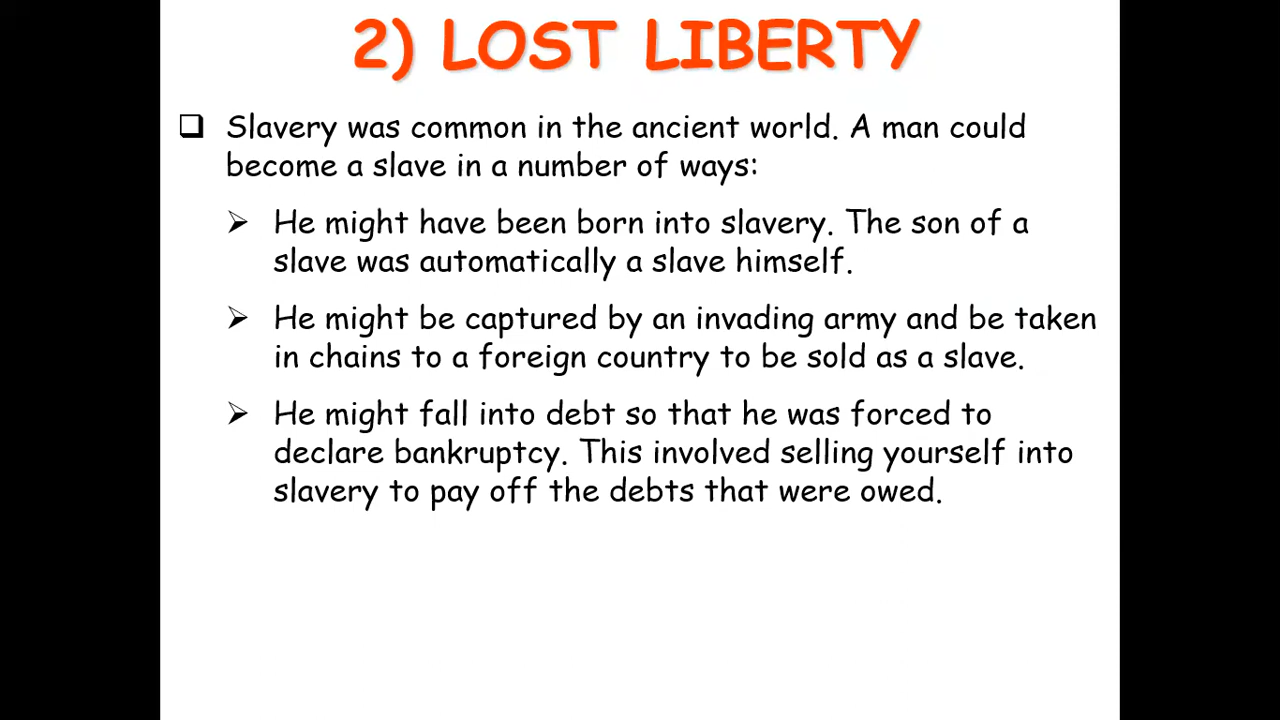 2) LOST LIBERTY
Slavery was common in the ancient world. A man could
become a slave in a number of ways:
He might have been born into slavery. The son of a
slave was automatically a slave himself.
He might be captured by an invading army and be taken
in chains to a foreign country to be sold as a slave.
He might fall into debt so that he was forced to
declare bankruptcy. This involved selling yourself into
slavery to pay off the debts that were owed.